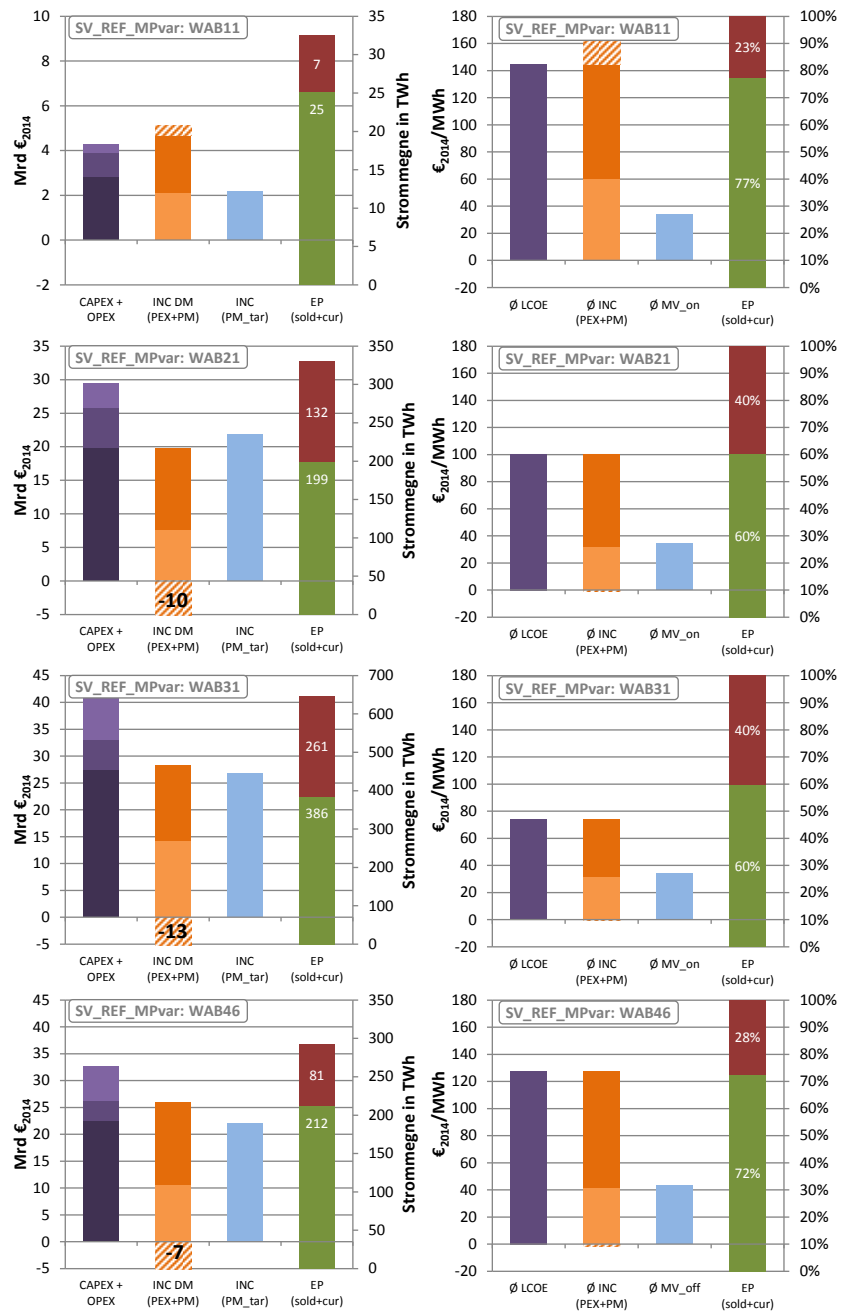 SV_REF_MPvar: WAB11
Mrd €2014
10
8
6
4
2
0
-2
35
30
25
20
15
10
5
0
Strommegne in TWh
7
25
CAPEX +
OPEX
INC DM
(PEX+PM)
INC
(PM_tar)
EP
(sold+cur)
SV_REF_MPvar: WAB11
€2014/MWh
180
160
140
120
100
80
60
40
20
0
-20
100%
90%
80%
70%
60%
50%
40%
30%
20%
10%
0%
23%
77%
Ø LCOE
Ø INC
(PEX+PM)
Ø MV_on
EP
(sold+cur)
SV_REF_MPvar: WAB21
Mrd €2014
35
30
25
20
15
10
5
0
-5
350
300
250
200
150
100
50
0
Strommegne in TWh
132
199
-10
CAPEX +
OPEX
INC DM
(PEX+PM)
INC
(PM_tar)
EP
(sold+cur)
SV_REF_MPvar: WAB21
€2014/MWh
180
160
140
120
100
80
60
40
20
0
-20
100%
90%
80%
70%
60%
50%
40%
30%
20%
10%
0%
40%
60%
Ø LCOE
Ø INC
(PEX+PM)
Ø MV_on
EP
(sold+cur)
SV_REF_MPvar: WAB31
Mrd €2014
45
40
35
30
25
20
15
10
5
0
-5
700
600
500
400
300
200
100
0
Strommegne in TWh
261
386
-13
CAPEX +
OPEX
INC DM
(PEX+PM)
INC
(PM_tar)
EP
(sold+cur)
SV_REF_MPvar: WAB31
€2014/MWh
180
160
140
120
100
80
60
40
20
0
-20
100%
90%
80%
70%
60%
50%
40%
30%
20%
10%
0%
40%
60%
Ø LCOE
Ø INC
(PEX+PM)
Ø MV_on
EP
(sold+cur)
SV_REF_MPvar: WAB46
Mrd €2014
45
40
35
30
25
20
15
10
5
0
-5
350
300
250
200
150
100
50
0
Strommegne in TWh
81
212
-7
CAPEX +
OPEX
INC DM
(PEX+PM)
INC
(PM_tar)
EP
(sold+cur)
SV_REF_MPvar: WAB46
€2014/MWh
180
160
140
120
100
80
60
40
20
0
-20
100%
90%
80%
70%
60%
50%
40%
30%
20%
10%
0%
28%
72%
Ø LCOE
Ø INC
(PEX+PM)
Ø MV_off
EP
(sold+cur)